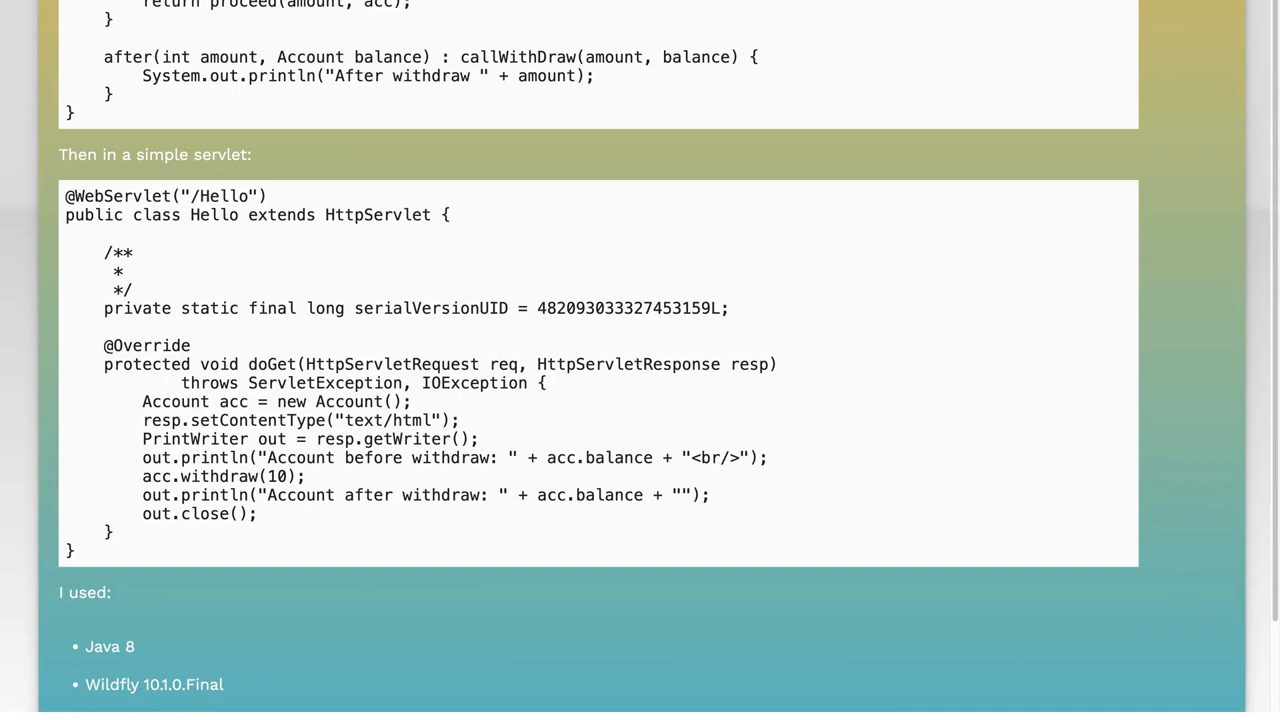 return proceed(amount, acc);
}
after(int amount, Account balance) : callWithDraw(amount, balance) {
System.out.println("After withdraw " + amount);
}
}
Then in a simple servlet:
@WebServlet("/Hello")
public class Hello extends HttpServlet {
/**
*
*/
private static final long serialVersionUID = 482093033327453159L;
@Override
protected void doGet(HttpServletRequest req, HttpServletResponse resp)
throws ServletException, IOException {
Account acc = new Account();
resp.setContentType("text/html");
PrintWriter out = resp.getWriter();
out.println("Account before withdraw: " + acc.balance + "<br/>");
acc.withdraw(10);
out.println("Account after withdraw: " + acc.balance + "");
out.close();
}
}
I used:
• Java 8
• Wildfly 10.1.0.Final